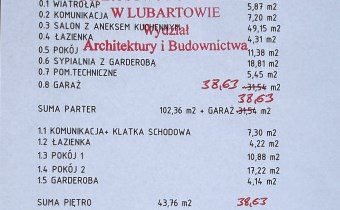 0.1 WIATROŁAP 5,87 m2
W LUBARTOWIE
0.2 KOMUNIKACJA 7,20 m2
0.3 SALON Z ANEKSEM KUCHENNYM 49,15 m2
Wydział
0.4 ŁAZIENKA 4,31 m2
Architektury i Budownictwa
0.5 POKÓJ 11,38 m2
0.6 SYPIALNIA Z GARDEROBĄ 18,81 m2
0.7 POM.TECHNICZNE 5,45 m2
0.8 GARAŻ 38,63 31,54 m2
38,63
SUMA PARTER 102,36 m2 + GARAŻ 31,54 m2
1.1 KOMUNIKACJA+ KLATKA SCHODOWA 7,30 m2
1.2 ŁAZIENKA 4,22 m2
1.3 POKÓJ 1 10,88 m2
1.4 POKÓJ 2 17,22 m2
1.5 GARDEROBA 4,14 m2
SUMA PIĘTRO 43,76 m2 38,63